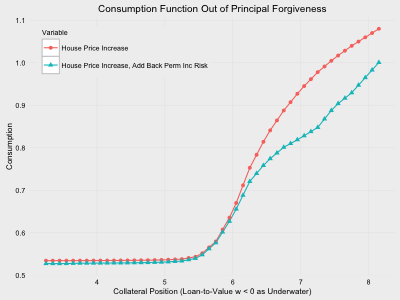 Consumption Function Out of Principal Forgiveness
Variable
House Price Increase
House Price Increase, Add Back Perm Inc Risk
Consumption
1.1
1.0
0.9
0.8
0.7
0.6
0.5
4
5
6
7
8
Collateral Position (Loan-to-Value w < 0 as Underwater)